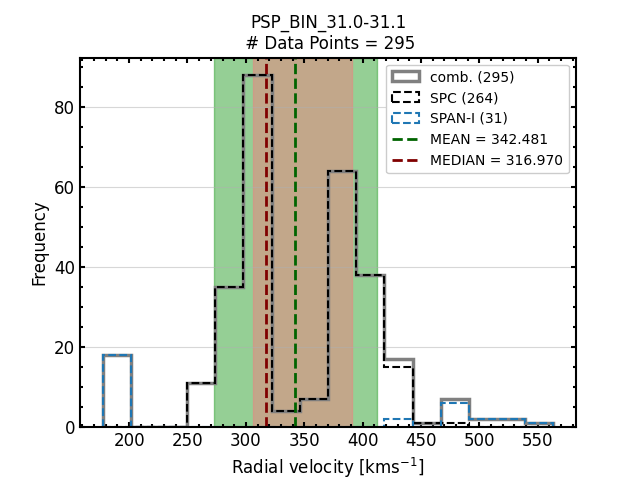 PSP_BIN_31.0-31.1
# Data Points = 295
comb. (295)
SPC (264)
SPAN-I (31)
MEAN = 342.481
MEDIAN = 316.970
Frequency
80
60
40
20
0
200 250 300 350 400 450 500 550
Radial velocity [kms⁻¹]